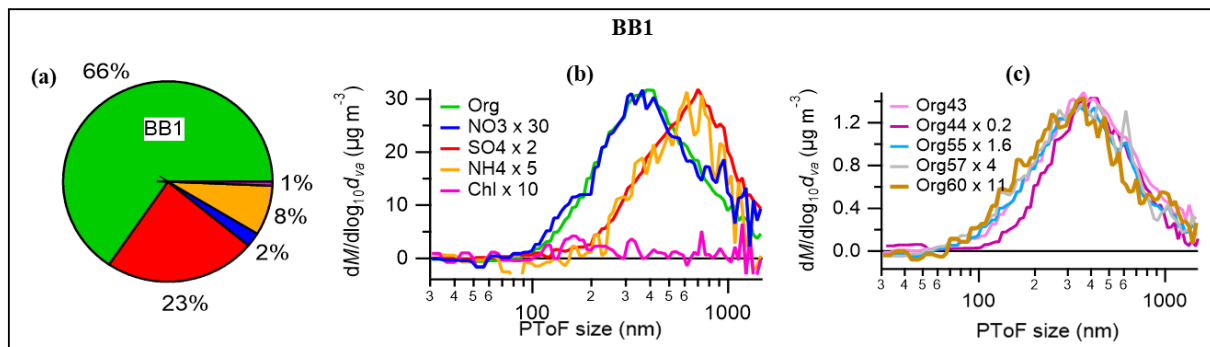 BB1
(a)
66%
BB1
1%
8%
2%
23%
(b)
dM/dlog10dva (µg m−3)
30
20
10
0
Org
NO3 x 30
SO4 x 2
NH4 x 5
Chl x 10
3 4 5 6 2 3 4 5 6
100 1000
PToF size (nm)
(c)
dM/dlog10dva (µg m−3)
1.2
0.8
0.4
0.0
Org43
Org44 x 0.2
Org55 x 1.6
Org57 x 4
Org60 x 11
3 4 5 6 2 3 4 5 6
100 1000
PToF size (nm)